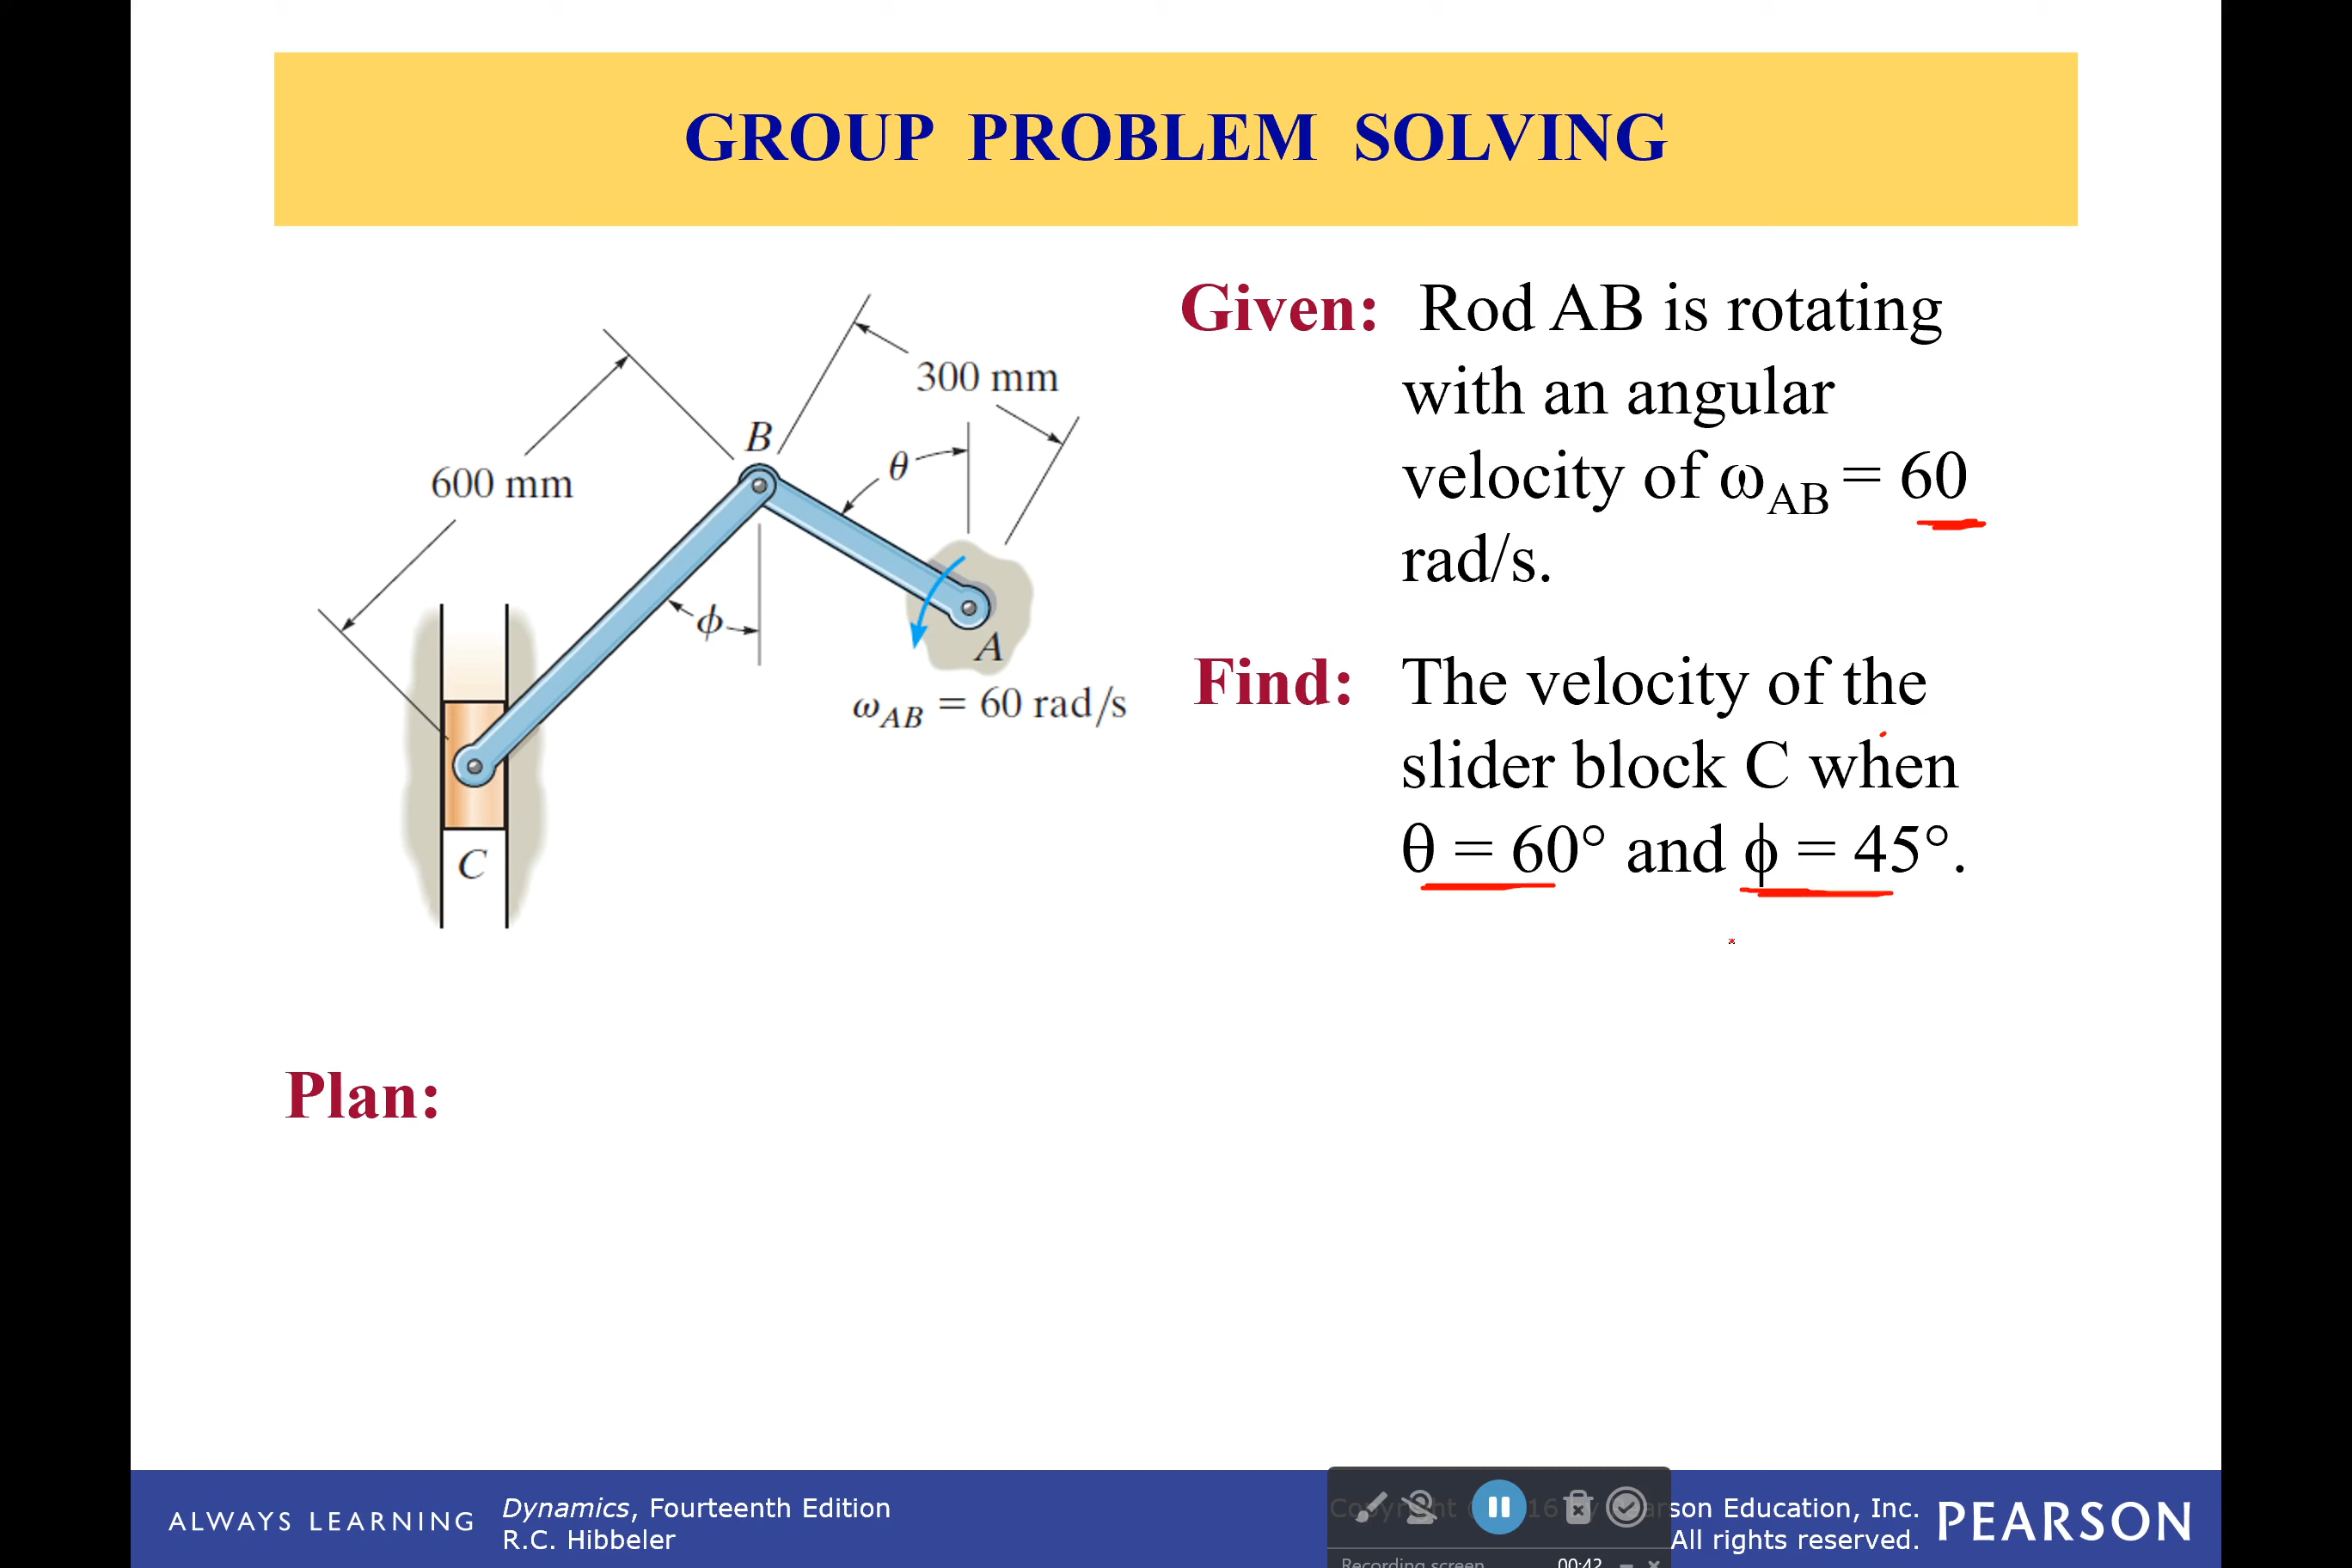 GROUP PROBLEM SOLVING
600 mm
B
300 mm
θ
ϕ
A
ω_AB = 60 rad/s
C
Given: Rod AB is rotating
with an angular
velocity of ω_AB = 60
rad/s.
Find: The velocity of the
slider block C when
θ = 60° and ϕ = 45°.
Plan:
ALWAYS LEARNING
Dynamics, Fourteenth Edition
R.C. Hibbeler
son Education, Inc.
All rights reserved.
PEARSON
Recording screen 00:42